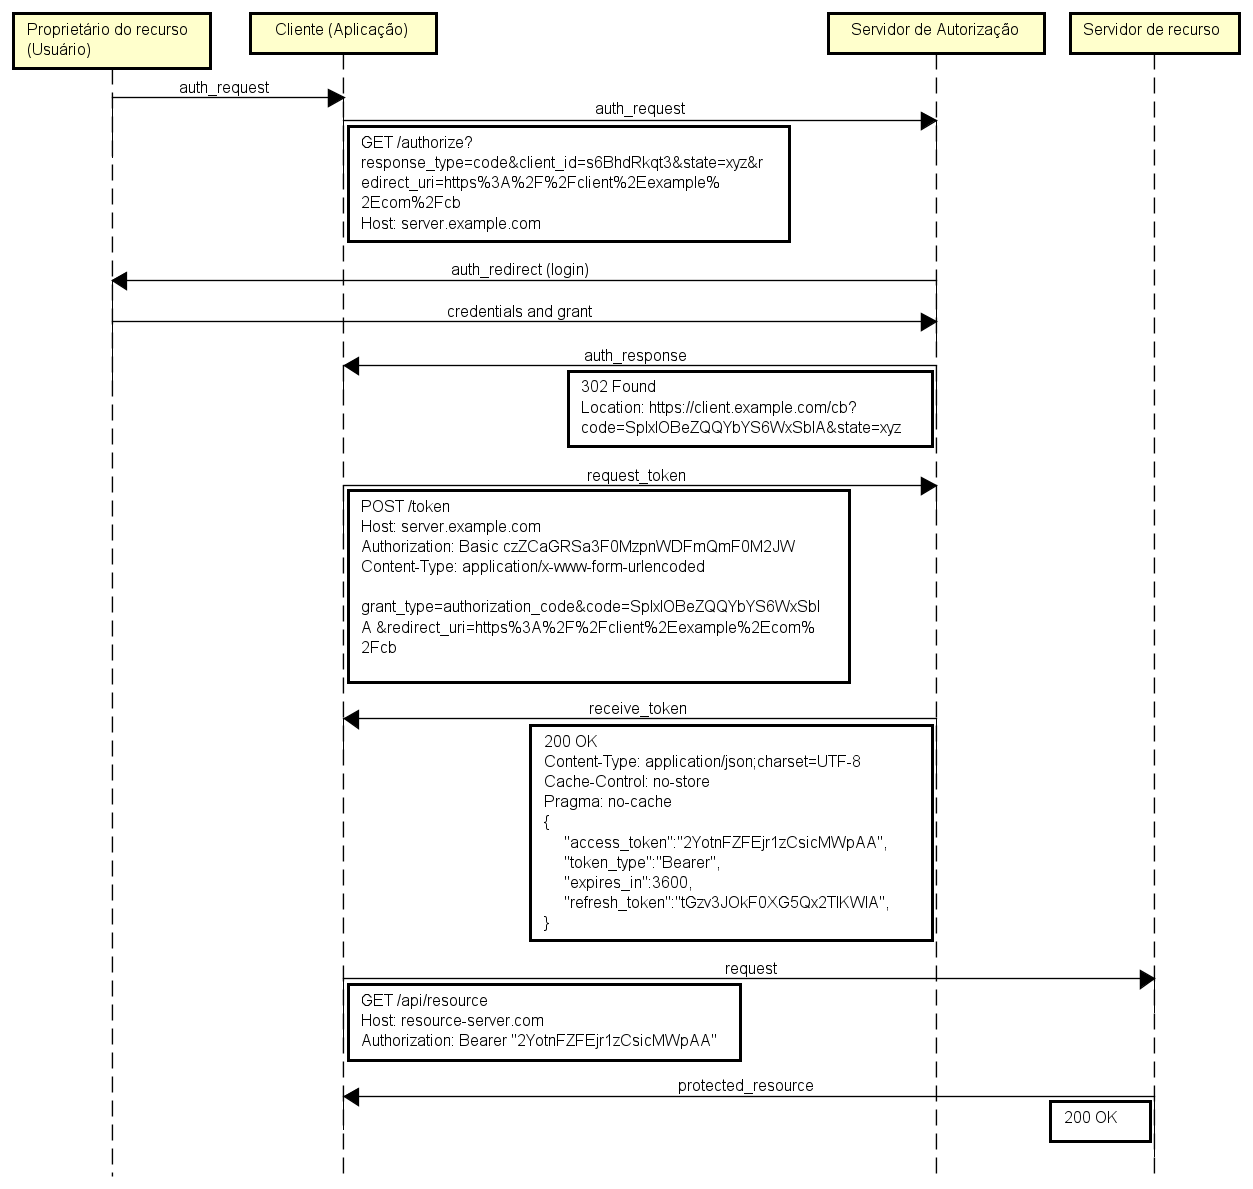 Proprietário do recurso
(Usuário)
Cliente (Aplicação)
Servidor de Autorização
Servidor de recurso
auth_request
auth_request
GET /authorize?
response_type=code&client_id=s6BhdRkqt3&state=xyz&r
edirect_uri=https%3A%2F%2Fclient%2Eexample%
2Ecom%2Fcb
Host: server.example.com
auth_redirect (login)
credentials and grant
auth_response
302 Found
Location: https://client.example.com/cb?
code=SplxlOBeZQQYbYS6WxSbIA&state=xyz
request_token
POST /token
Host: server.example.com
Authorization: Basic czZCaGRSa3F0MzpnWDFmQmF0M2JW
Content-Type: application/x-www-form-urlencoded
grant_type=authorization_code&code=SplxlOBeZQQYbYS6WxSbI
A &redirect_uri=https%3A%2F%2Fclient%2Eexample%2Ecom%
2Fcb
receive_token
200 OK
Content-Type: application/json;charset=UTF-8
Cache-Control: no-store
Pragma: no-cache
{
"access_token":"2YotnFZFEjr1zCsicMWpAA",
"token_type":"Bearer",
"expires_in":3600,
"refresh_token":"tGzv3JOkF0XG5Qx2TlKWIA",
}
request
GET /api/resource
Host: resource-server.com
Authorization: Bearer "2YotnFZFEjr1zCsicMWpAA"
protected_resource
200 OK